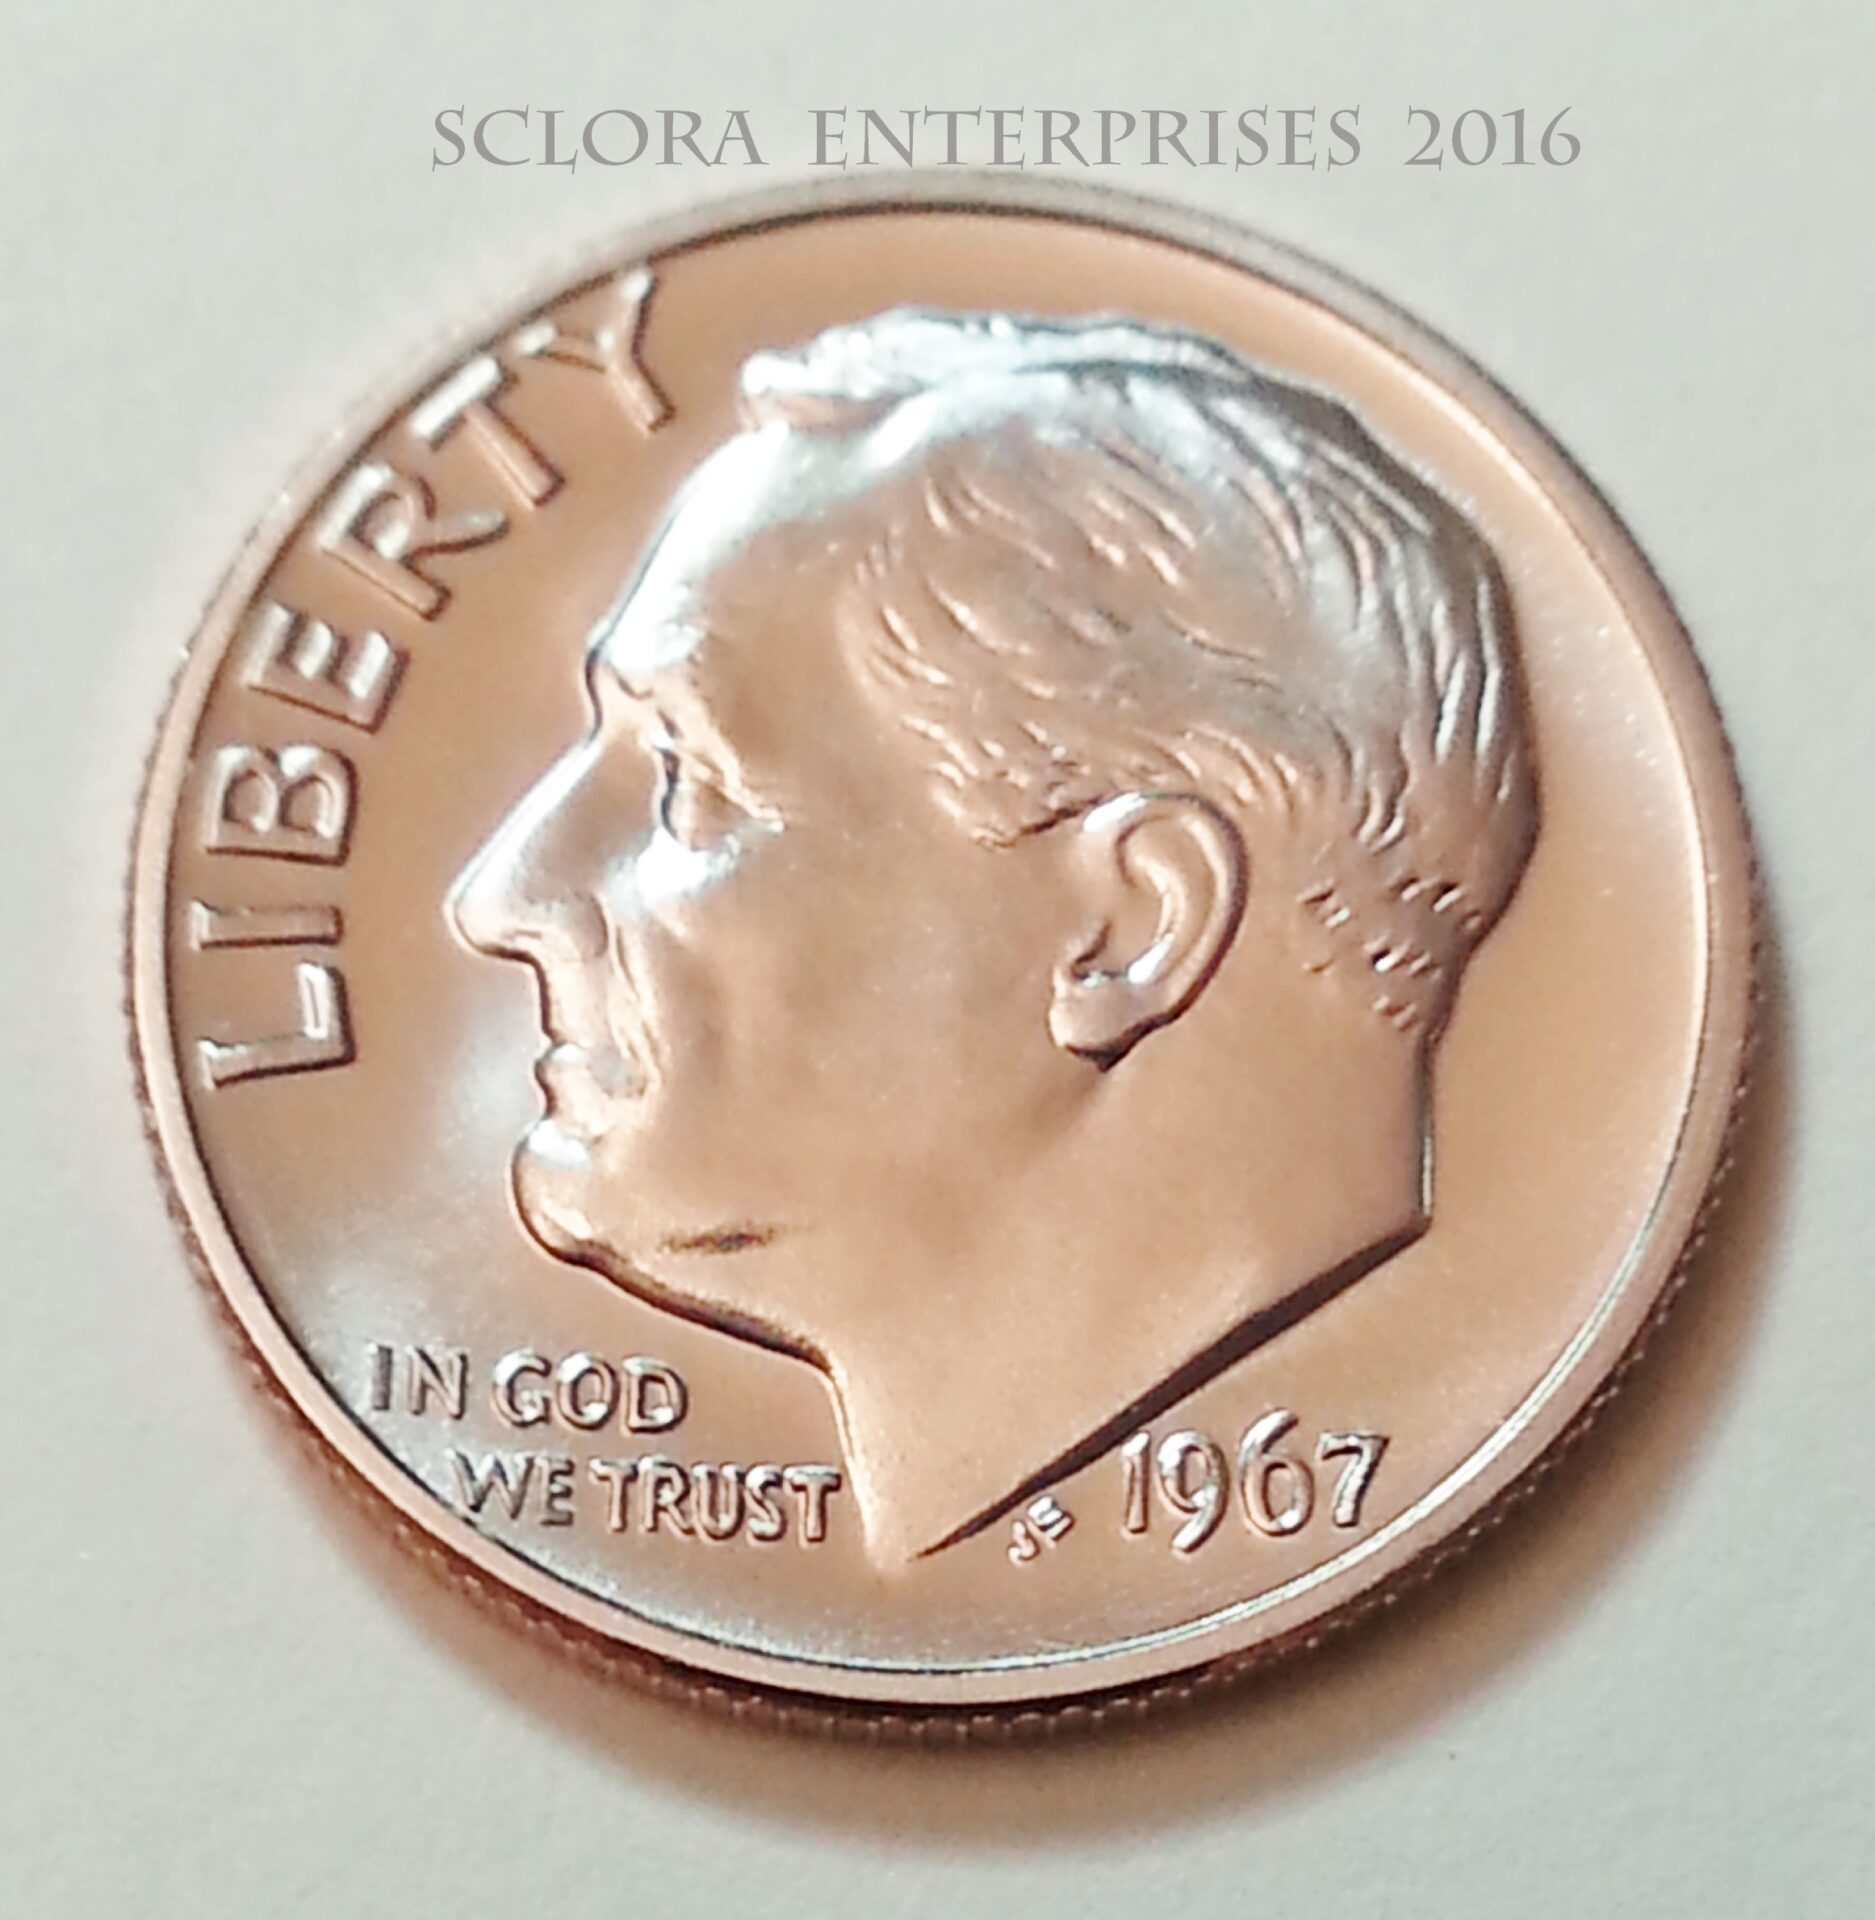 SCLORA ENTERPRISES 2016
LIBERTY
IN GOD
WE TRUST
JS 1967